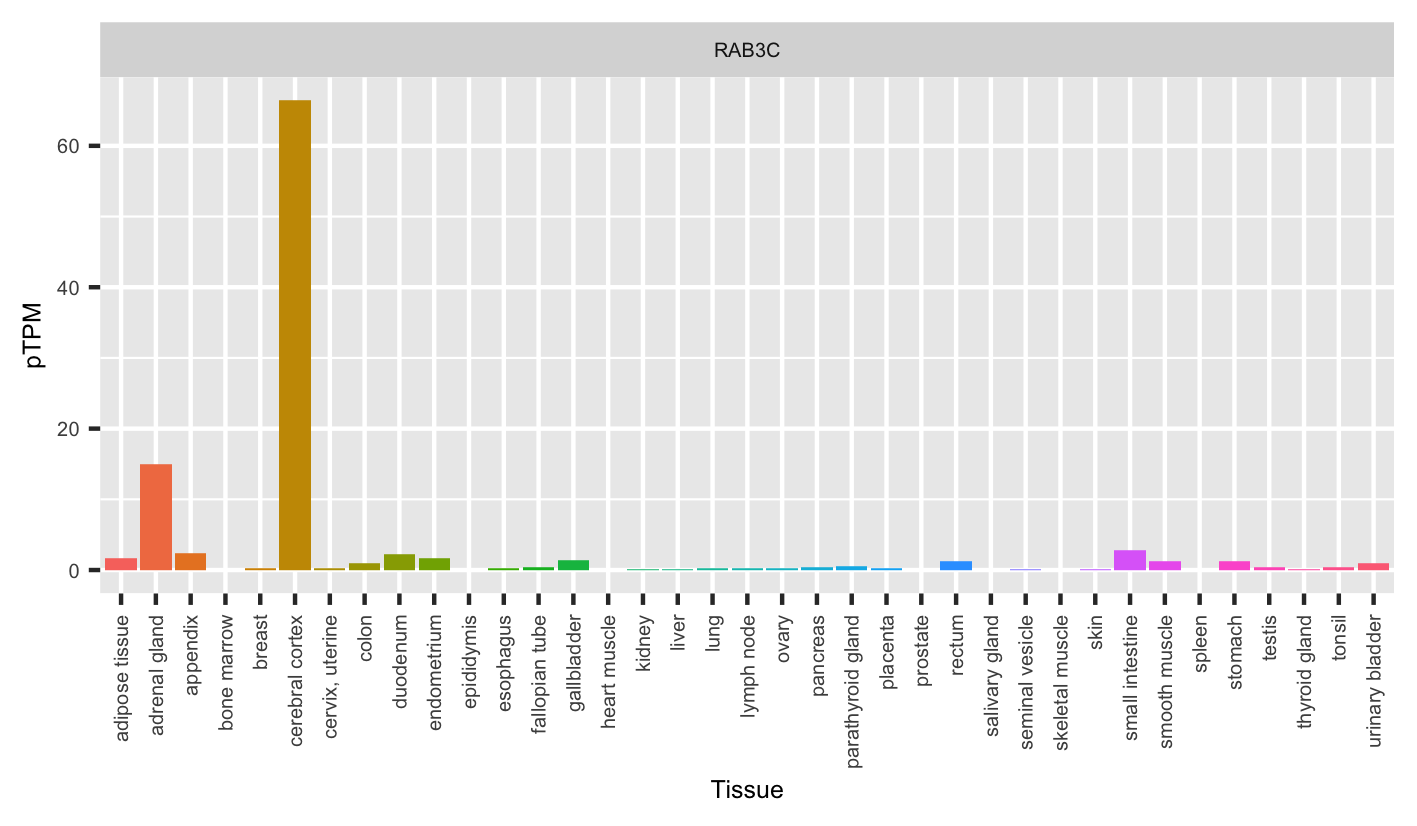 RAB3C
60
40
20
0
pTPM
adipose tissue
adrenal gland
appendix
bone marrow
breast
cerebral cortex
cervix, uterine
colon
duodenum
endometrium
epididymis
esophagus
fallopian tube
gallbladder
heart muscle
kidney
liver
lung
lymph node
ovary
pancreas
parathyroid gland
placenta
prostate
rectum
salivary gland
seminal vesicle
skeletal muscle
skin
small intestine
smooth muscle
spleen
stomach
testis
thyroid gland
tonsil
urinary bladder
Tissue